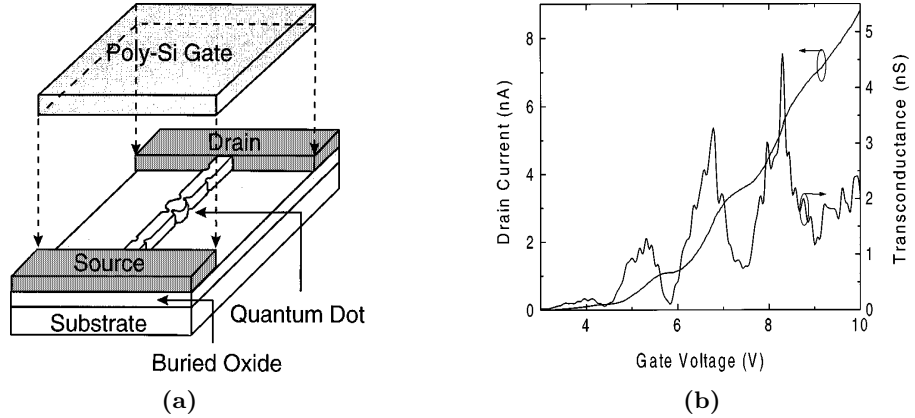 Poly-Si Gate
Drain
Source
Substrate
Quantum Dot
Buried Oxide
(a)
Drain Current (nA)
8
6
4
2
0
4
6
8
10
Gate Voltage (V)
5
4
3
2
1
0
Transconductance (nS)
(b)